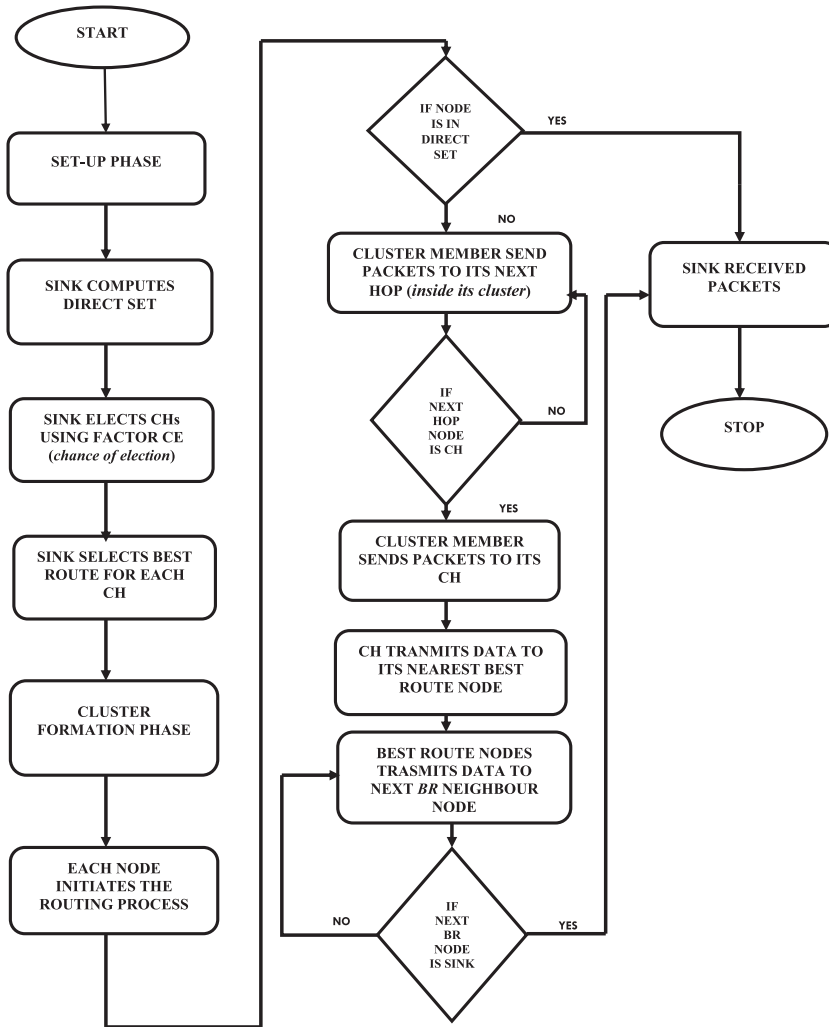 START
SET-UP PHASE
SINK COMPUTES
DIRECT SET
SINK ELECTS CHs
USING FACTOR CE
(chance of election)
SINK SELECTS BEST
ROUTE FOR EACH
CH
CLUSTER
FORMATION PHASE
EACH NODE
INITIATES THE
ROUTING PROCESS
IF NODE
IS IN
DIRECT
SET
YES
NO
CLUSTER MEMBER SEND
PACKETS TO ITS NEXT
HOP (inside its cluster)
IF
NEXT
HOP
NODE
IS CH
NO
YES
CLUSTER MEMBER
SENDS PACKETS TO ITS
CH
CH TRANMITS DATA TO
ITS NEAREST BEST
ROUTE NODE
BEST ROUTE NODES
TRASMITS DATA TO
NEXT BR NEIGHBOUR
NODE
IF
NEXT
BR
NODE
IS SINK
NO
YES
SINK RECEIVED
PACKETS
STOP